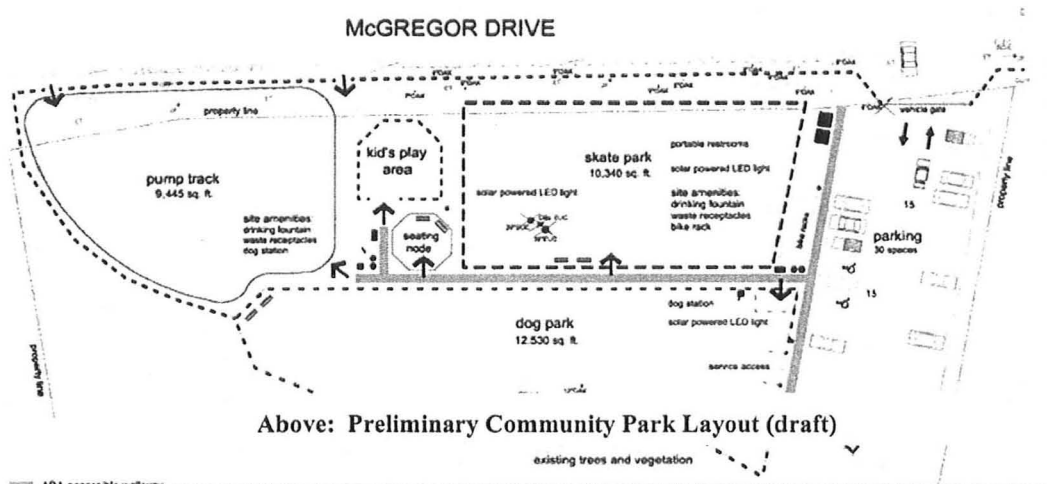 McGREGOR DRIVE
property line
vehicle gate
kid's play
area
skate park
10,340 sq. ft.
portable restrooms
solar powered LED light
solar powered LED light
pump track
9,445 sq. ft.
site amenities:
drinking fountain
waste receptacles
bike rack
site amenities:
drinking fountain
waste receptacles
dog station
seating
node
bike racks
15
parking
30 spaces
property line
15
dog station
solar powered LED light
dog park
12,530 sq. ft.
service access
property line
Above: Preliminary Community Park Layout (draft)
existing trees and vegetation